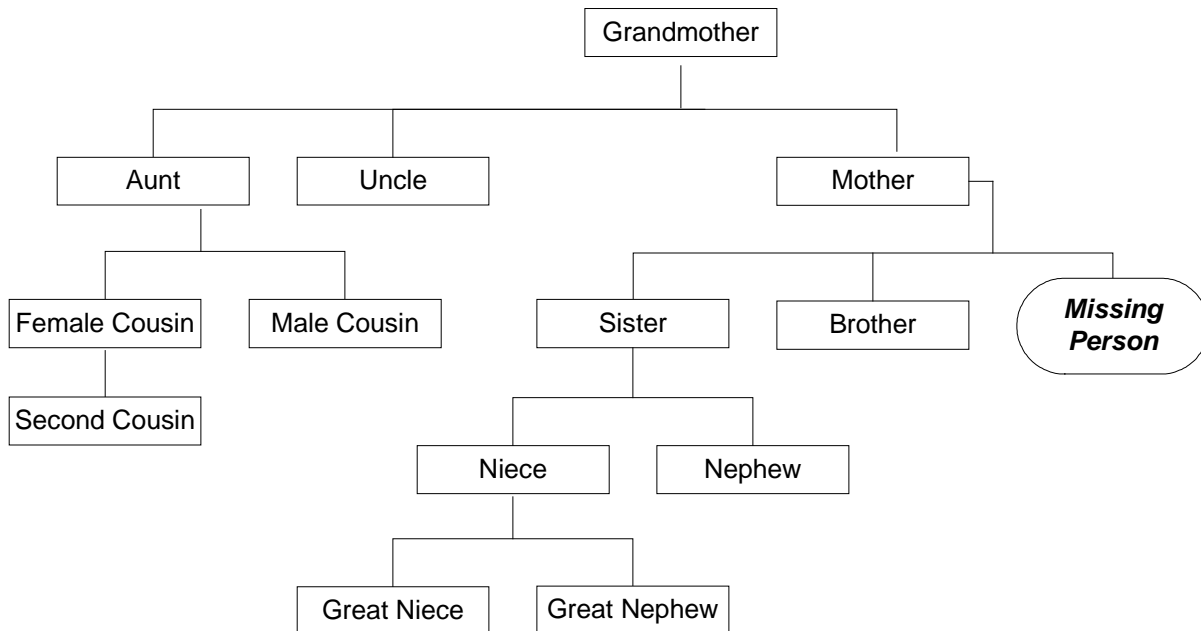 Grandmother
Aunt
Uncle
Mother
Female Cousin
Male Cousin
Sister
Brother
Missing
Person
Second Cousin
Niece
Nephew
Great Niece
Great Nephew